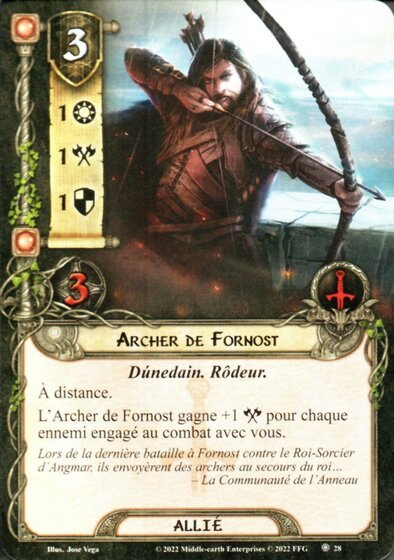 3
1
1
1
3
ARCHER DE FORNOST
Dúnedain. Rôdeur.
À distance.
L'Archer de Fornost gagne +1 pour chaque
ennemi engagé au combat avec vous.
Lors de la dernière bataille à Fornost contre le Roi-Sorcier
d'Angmar, ils envoyèrent des archers au secours du roi…
– La Communauté de l'Anneau
ALLIÉ
Illus. Jose Vega © 2022 Middle-earth Enterprises © 2022 FFG 28